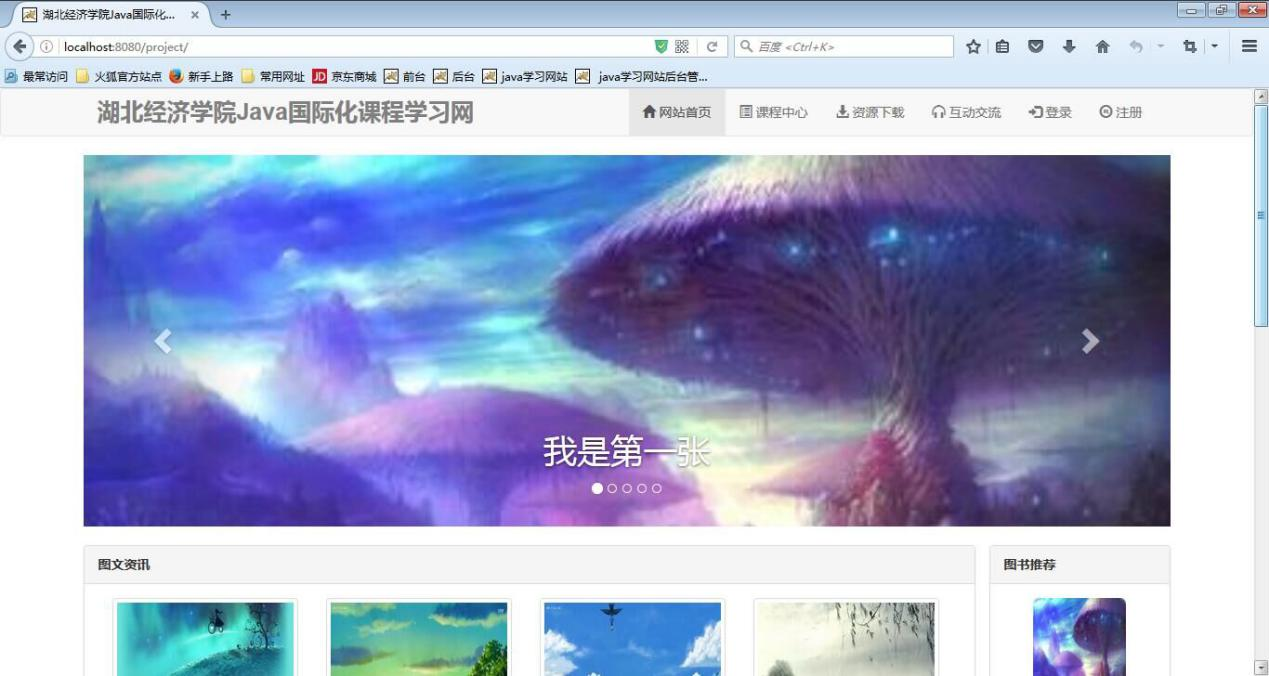 湖北经济学院Java国际化...
localhost:8080/project/
百度 <Ctrl+K>
最常访问 火狐官方站点 新手上路 常用网址 JD 京东商城 前台 后台 java学习网站 java学习网站后台管...
湖北经济学院Java国际化课程学习网 网站首页 课程中心 资源下载 互动交流 登录 注册
我是第一张
图文资讯 图书推荐